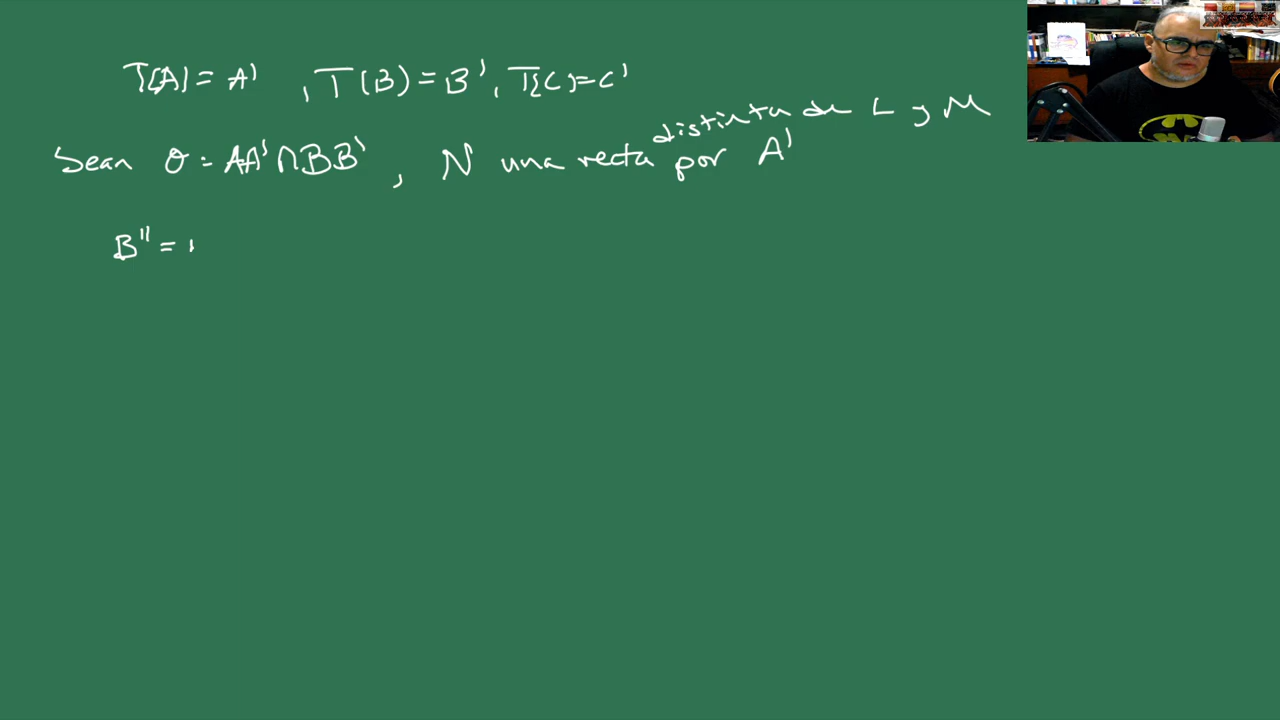 T(A) = A' , T(B) = B', T(C)=C'
Sean O = AA' ∩ BB' , N una recta distinta de L y M por A'
B'' =